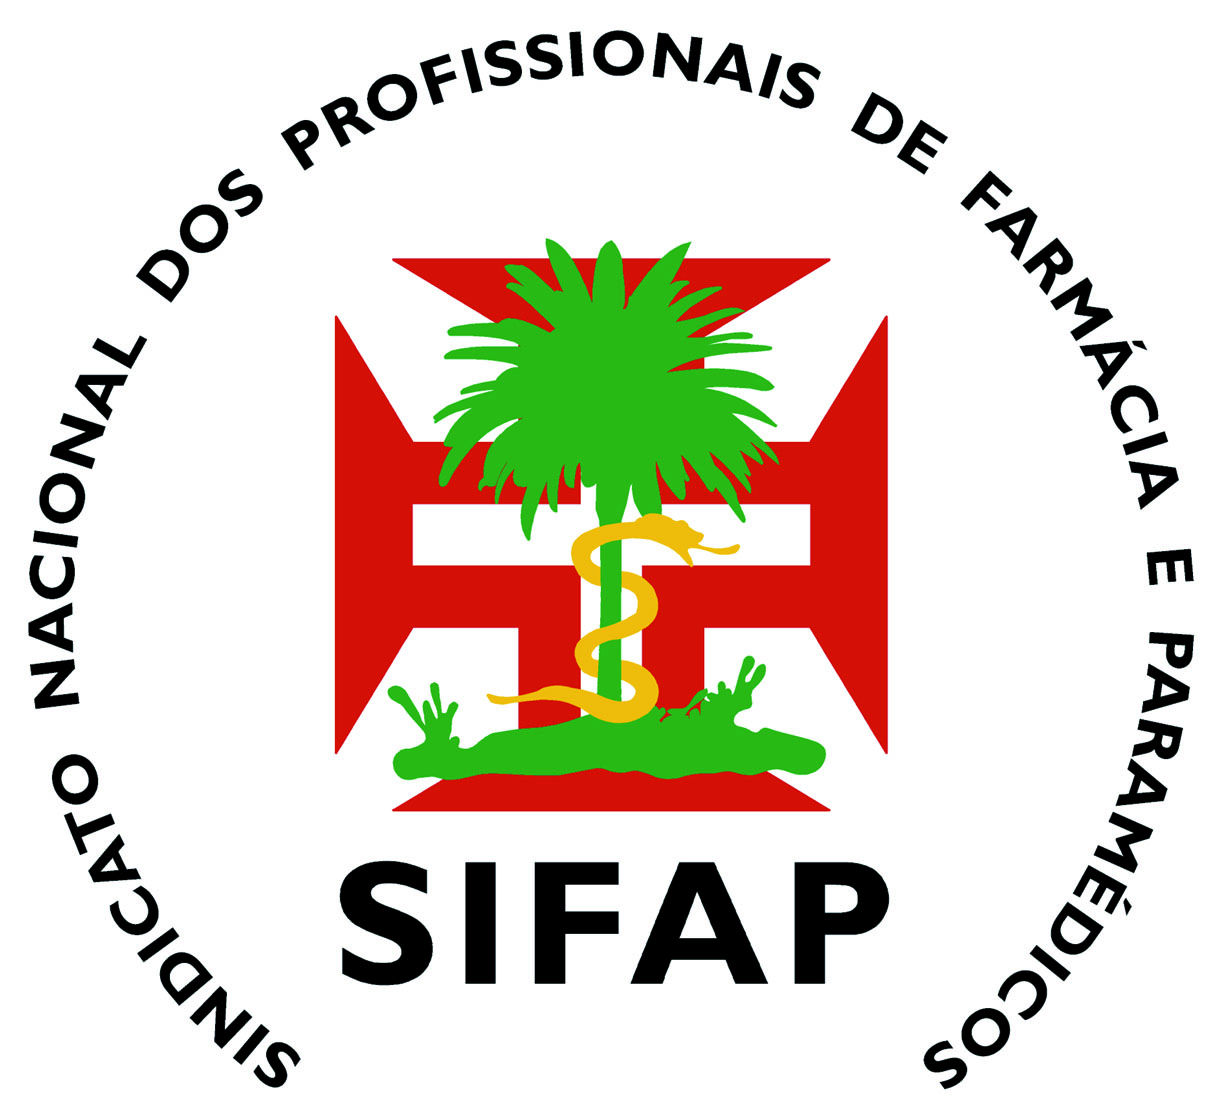 SINDICATO NACIONAL DOS PROFISSIONAIS DE FARMÁCIA E PARAMÉDICOS
SIFAP